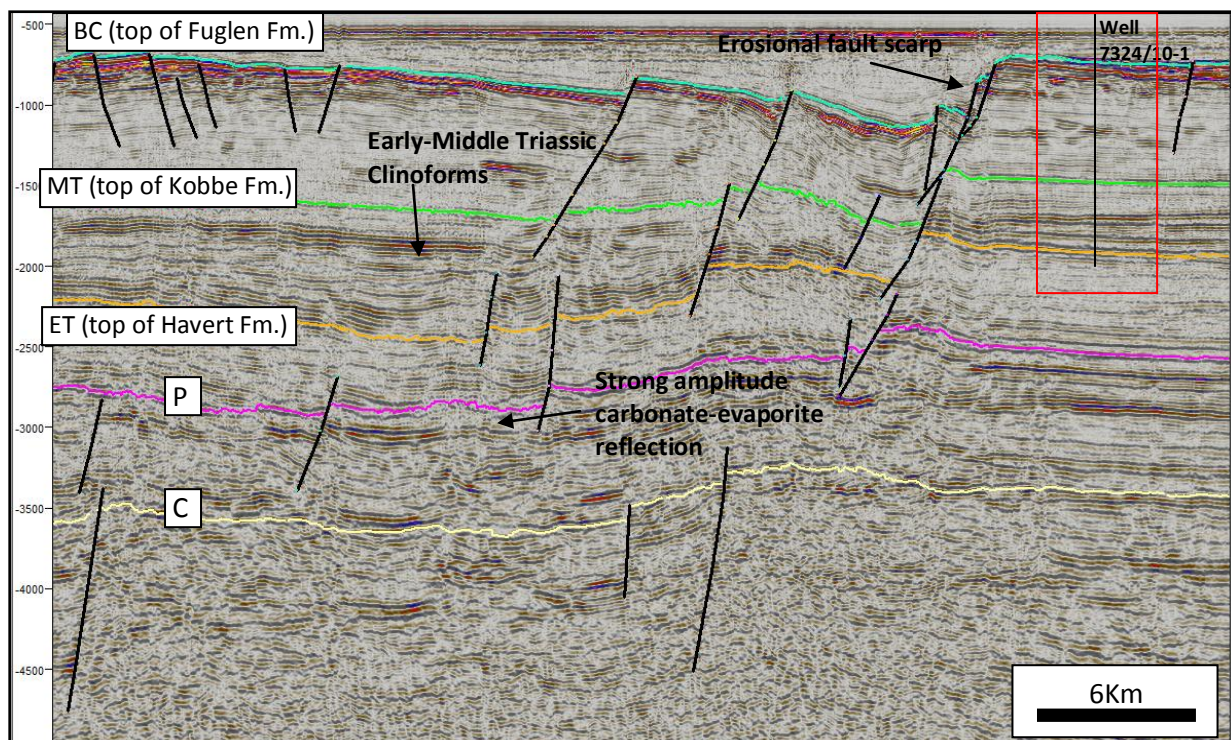 -500
BC (top of Fuglen Fm.)
Erosional fault scarp
Well
7324/10-1
-1000
Early-Middle Triassic
Clinoforms
-1500
MT (top of Kobbe Fm.)
-2000
ET (top of Havert Fm.)
-2500
P
Strong amplitude
carbonate-evaporite
reflection
-3000
C
-3500
-4000
-4500
6Km